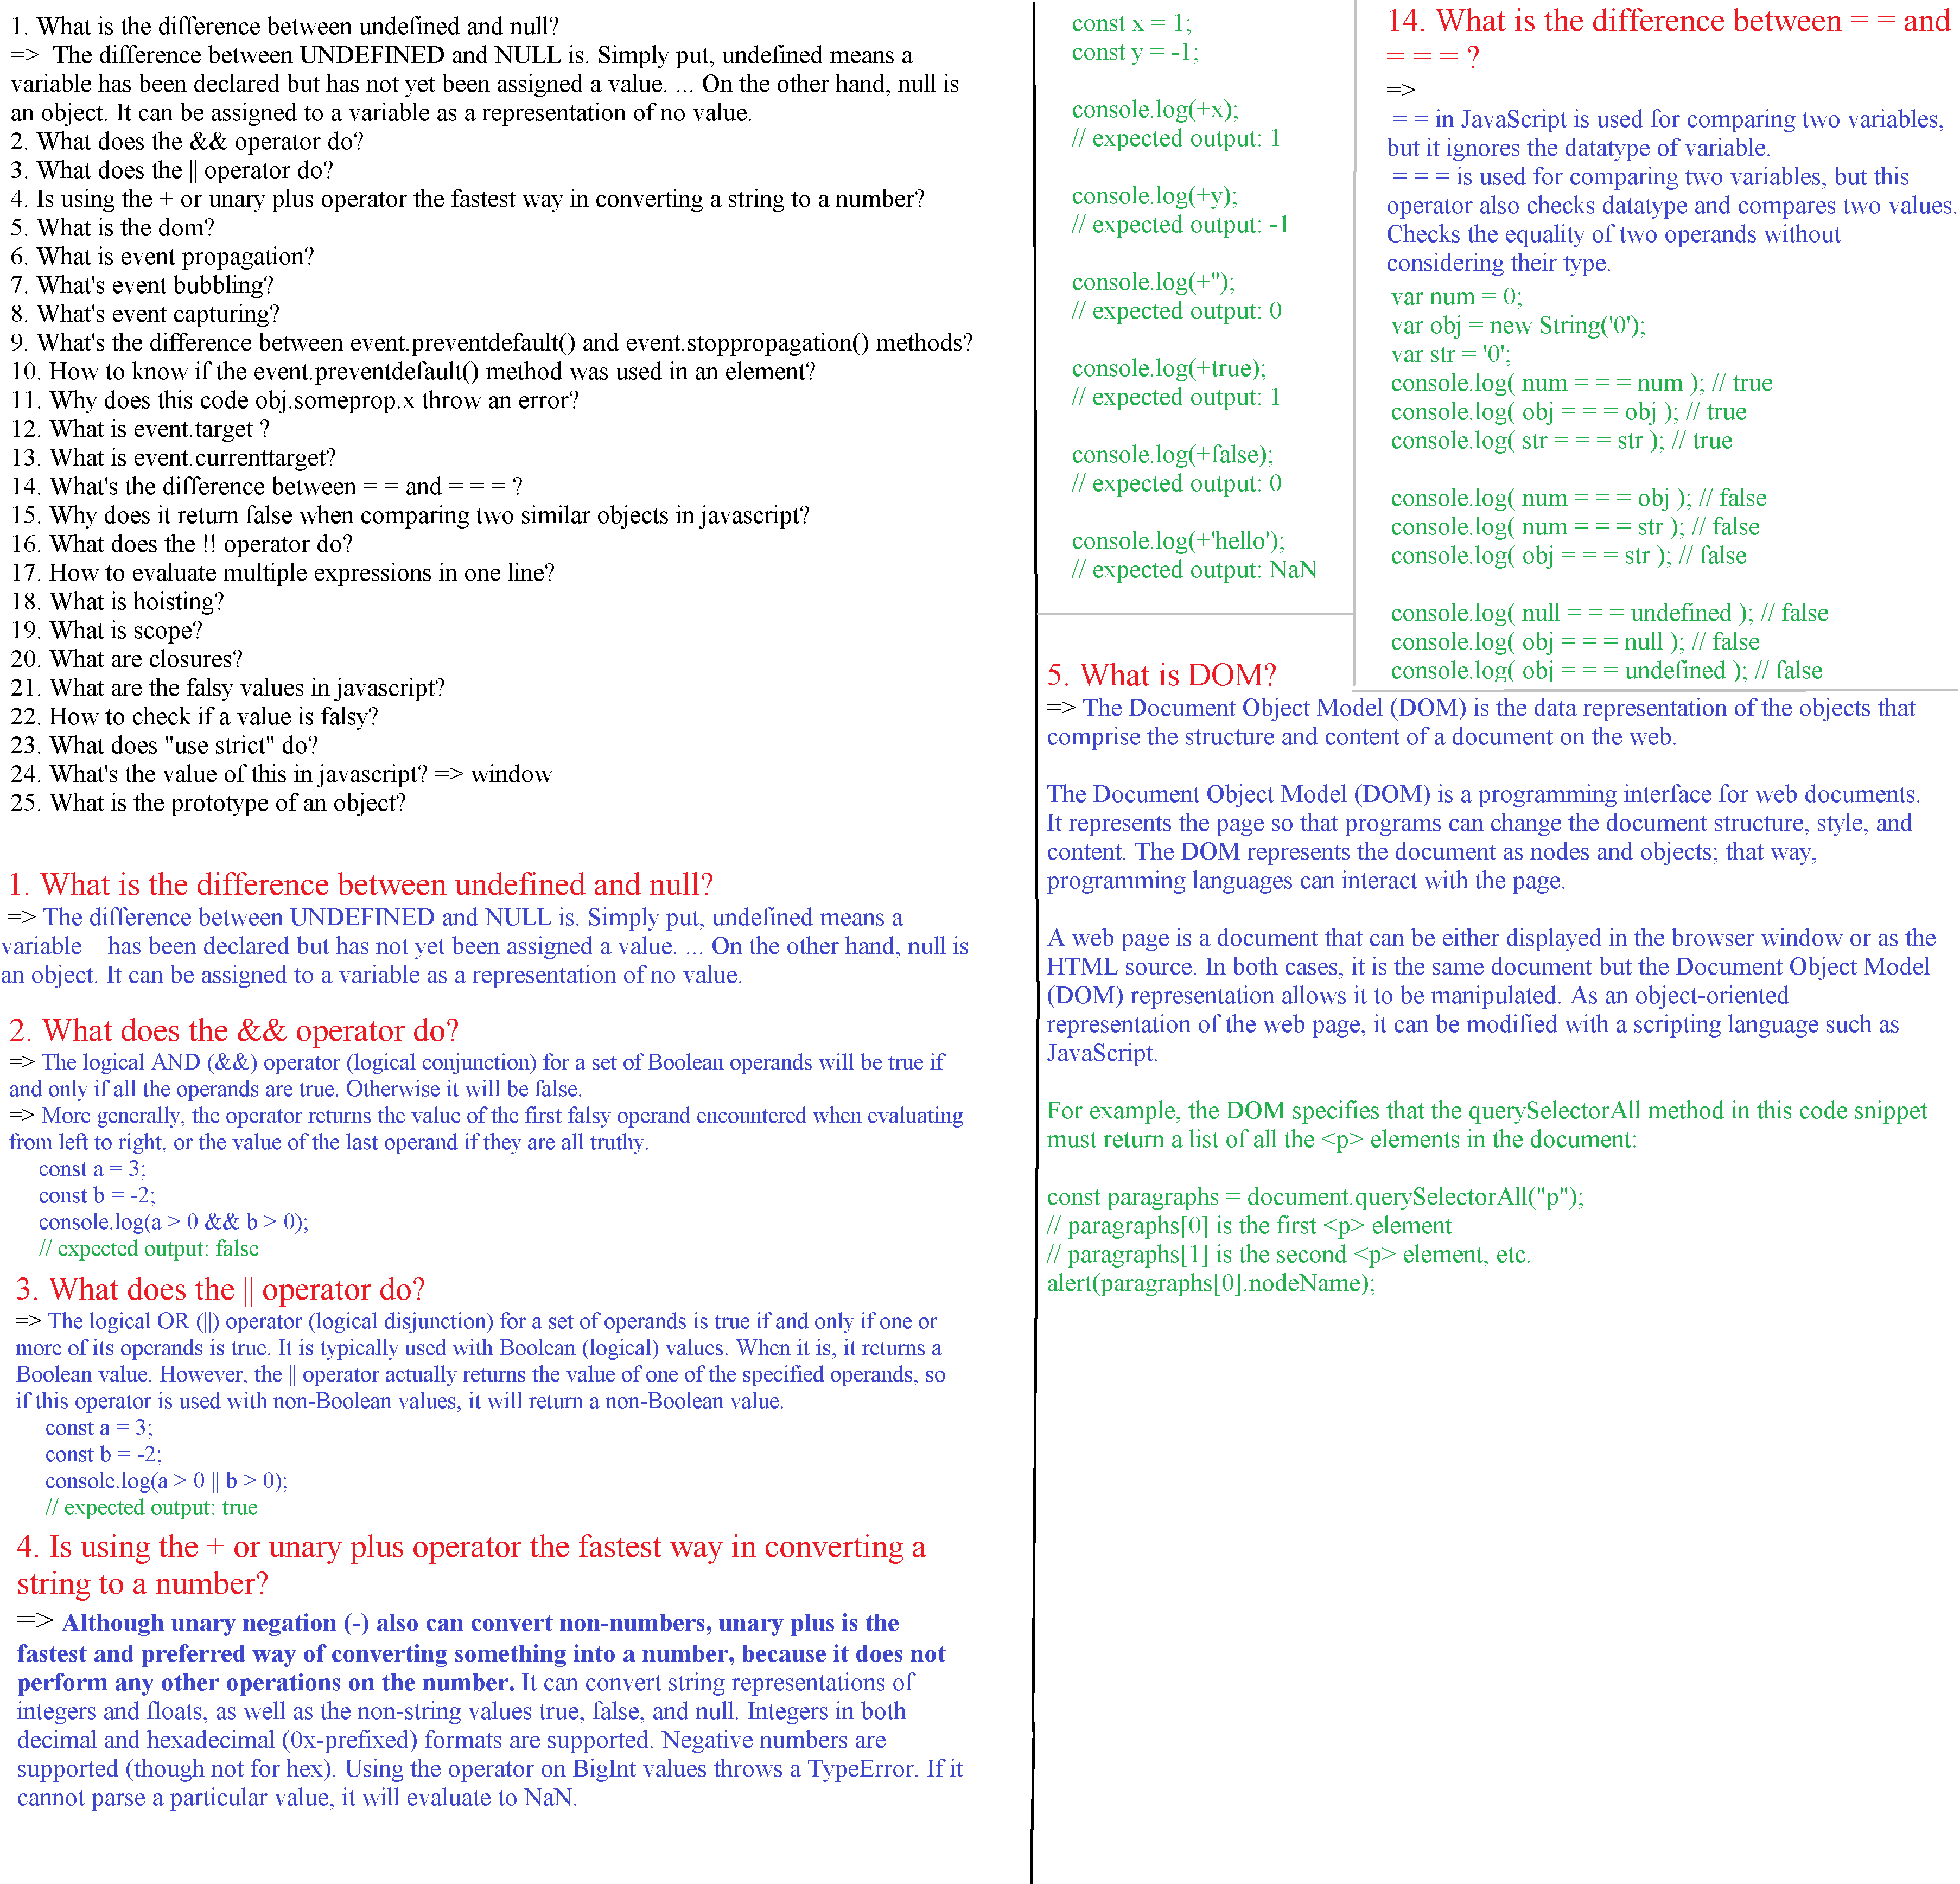 1. What is the difference between undefined and null?
=>  The difference between UNDEFINED and NULL is. Simply put, undefined means a
variable has been declared but has not yet been assigned a value. ... On the other hand, null is
an object. It can be assigned to a variable as a representation of no value.
2. What does the && operator do?
3. What does the || operator do?
4. Is using the + or unary plus operator the fastest way in converting a string to a number?
5. What is the dom?
6. What is event propagation?
7. What's event bubbling?
8. What's event capturing?
9. What's the difference between event.preventdefault() and event.stoppropagation() methods?
10. How to know if the event.preventdefault() method was used in an element?
11. Why does this code obj.someprop.x throw an error?
12. What is event.target ?
13. What is event.currenttarget?
14. What's the difference between = = and = = = ?
15. Why does it return false when comparing two similar objects in javascript?
16. What does the !! operator do?
17. How to evaluate multiple expressions in one line?
18. What is hoisting?
19. What is scope?
20. What are closures?
21. What are the falsy values in javascript?
22. How to check if a value is falsy?
23. What does "use strict" do?
24. What's the value of this in javascript? => window
25. What is the prototype of an object?
1. What is the difference between undefined and null?
=> The difference between UNDEFINED and NULL is. Simply put, undefined means a
variable    has been declared but has not yet been assigned a value. ... On the other hand, null is
an object. It can be assigned to a variable as a representation of no value.
2. What does the && operator do?
=> The logical AND (&&) operator (logical conjunction) for a set of Boolean operands will be true if
and only if all the operands are true. Otherwise it will be false.
=> More generally, the operator returns the value of the first falsy operand encountered when evaluating
from left to right, or the value of the last operand if they are all truthy.
const a = 3;
const b = -2;
console.log(a > 0 && b > 0);
// expected output: false
3. What does the || operator do?
=> The logical OR (||) operator (logical disjunction) for a set of operands is true if and only if one or
more of its operands is true. It is typically used with Boolean (logical) values. When it is, it returns a
Boolean value. However, the || operator actually returns the value of one of the specified operands, so
if this operator is used with non-Boolean values, it will return a non-Boolean value.
const a = 3;
const b = -2;
console.log(a > 0 || b > 0);
// expected output: true
4. Is using the + or unary plus operator the fastest way in converting a
string to a number?
=> Although unary negation (-) also can convert non-numbers, unary plus is the
fastest and preferred way of converting something into a number, because it does not
perform any other operations on the number. It can convert string representations of
integers and floats, as well as the non-string values true, false, and null. Integers in both
decimal and hexadecimal (0x-prefixed) formats are supported. Negative numbers are
supported (though not for hex). Using the operator on BigInt values throws a TypeError. If it
cannot parse a particular value, it will evaluate to NaN.
const x = 1;
const y = -1;
console.log(+x);
// expected output: 1
console.log(+y);
// expected output: -1
console.log(+'');
// expected output: 0
console.log(+true);
// expected output: 1
console.log(+false);
// expected output: 0
console.log(+'hello');
// expected output: NaN
14. What is the difference between = = and
= = = ?
=>
= = in JavaScript is used for comparing two variables,
but it ignores the datatype of variable.
= = = is used for comparing two variables, but this
operator also checks datatype and compares two values.
Checks the equality of two operands without
considering their type.
var num = 0;
var obj = new String('0');
var str = '0';
console.log( num = = = num ); // true
console.log( obj = = = obj ); // true
console.log( str = = = str ); // true
console.log( num = = = obj ); // false
console.log( num = = = str ); // false
console.log( obj = = = str ); // false
console.log( null = = = undefined ); // false
console.log( obj = = = null ); // false
console.log( obj = = = undefined ); // false
5. What is DOM?
=> The Document Object Model (DOM) is the data representation of the objects that
comprise the structure and content of a document on the web.
The Document Object Model (DOM) is a programming interface for web documents.
It represents the page so that programs can change the document structure, style, and
content. The DOM represents the document as nodes and objects; that way,
programming languages can interact with the page.
A web page is a document that can be either displayed in the browser window or as the
HTML source. In both cases, it is the same document but the Document Object Model
(DOM) representation allows it to be manipulated. As an object-oriented
representation of the web page, it can be modified with a scripting language such as
JavaScript.
For example, the DOM specifies that the querySelectorAll method in this code snippet
must return a list of all the <p> elements in the document:
const paragraphs = document.querySelectorAll("p");
// paragraphs[0] is the first <p> element
// paragraphs[1] is the second <p> element, etc.
alert(paragraphs[0].nodeName);